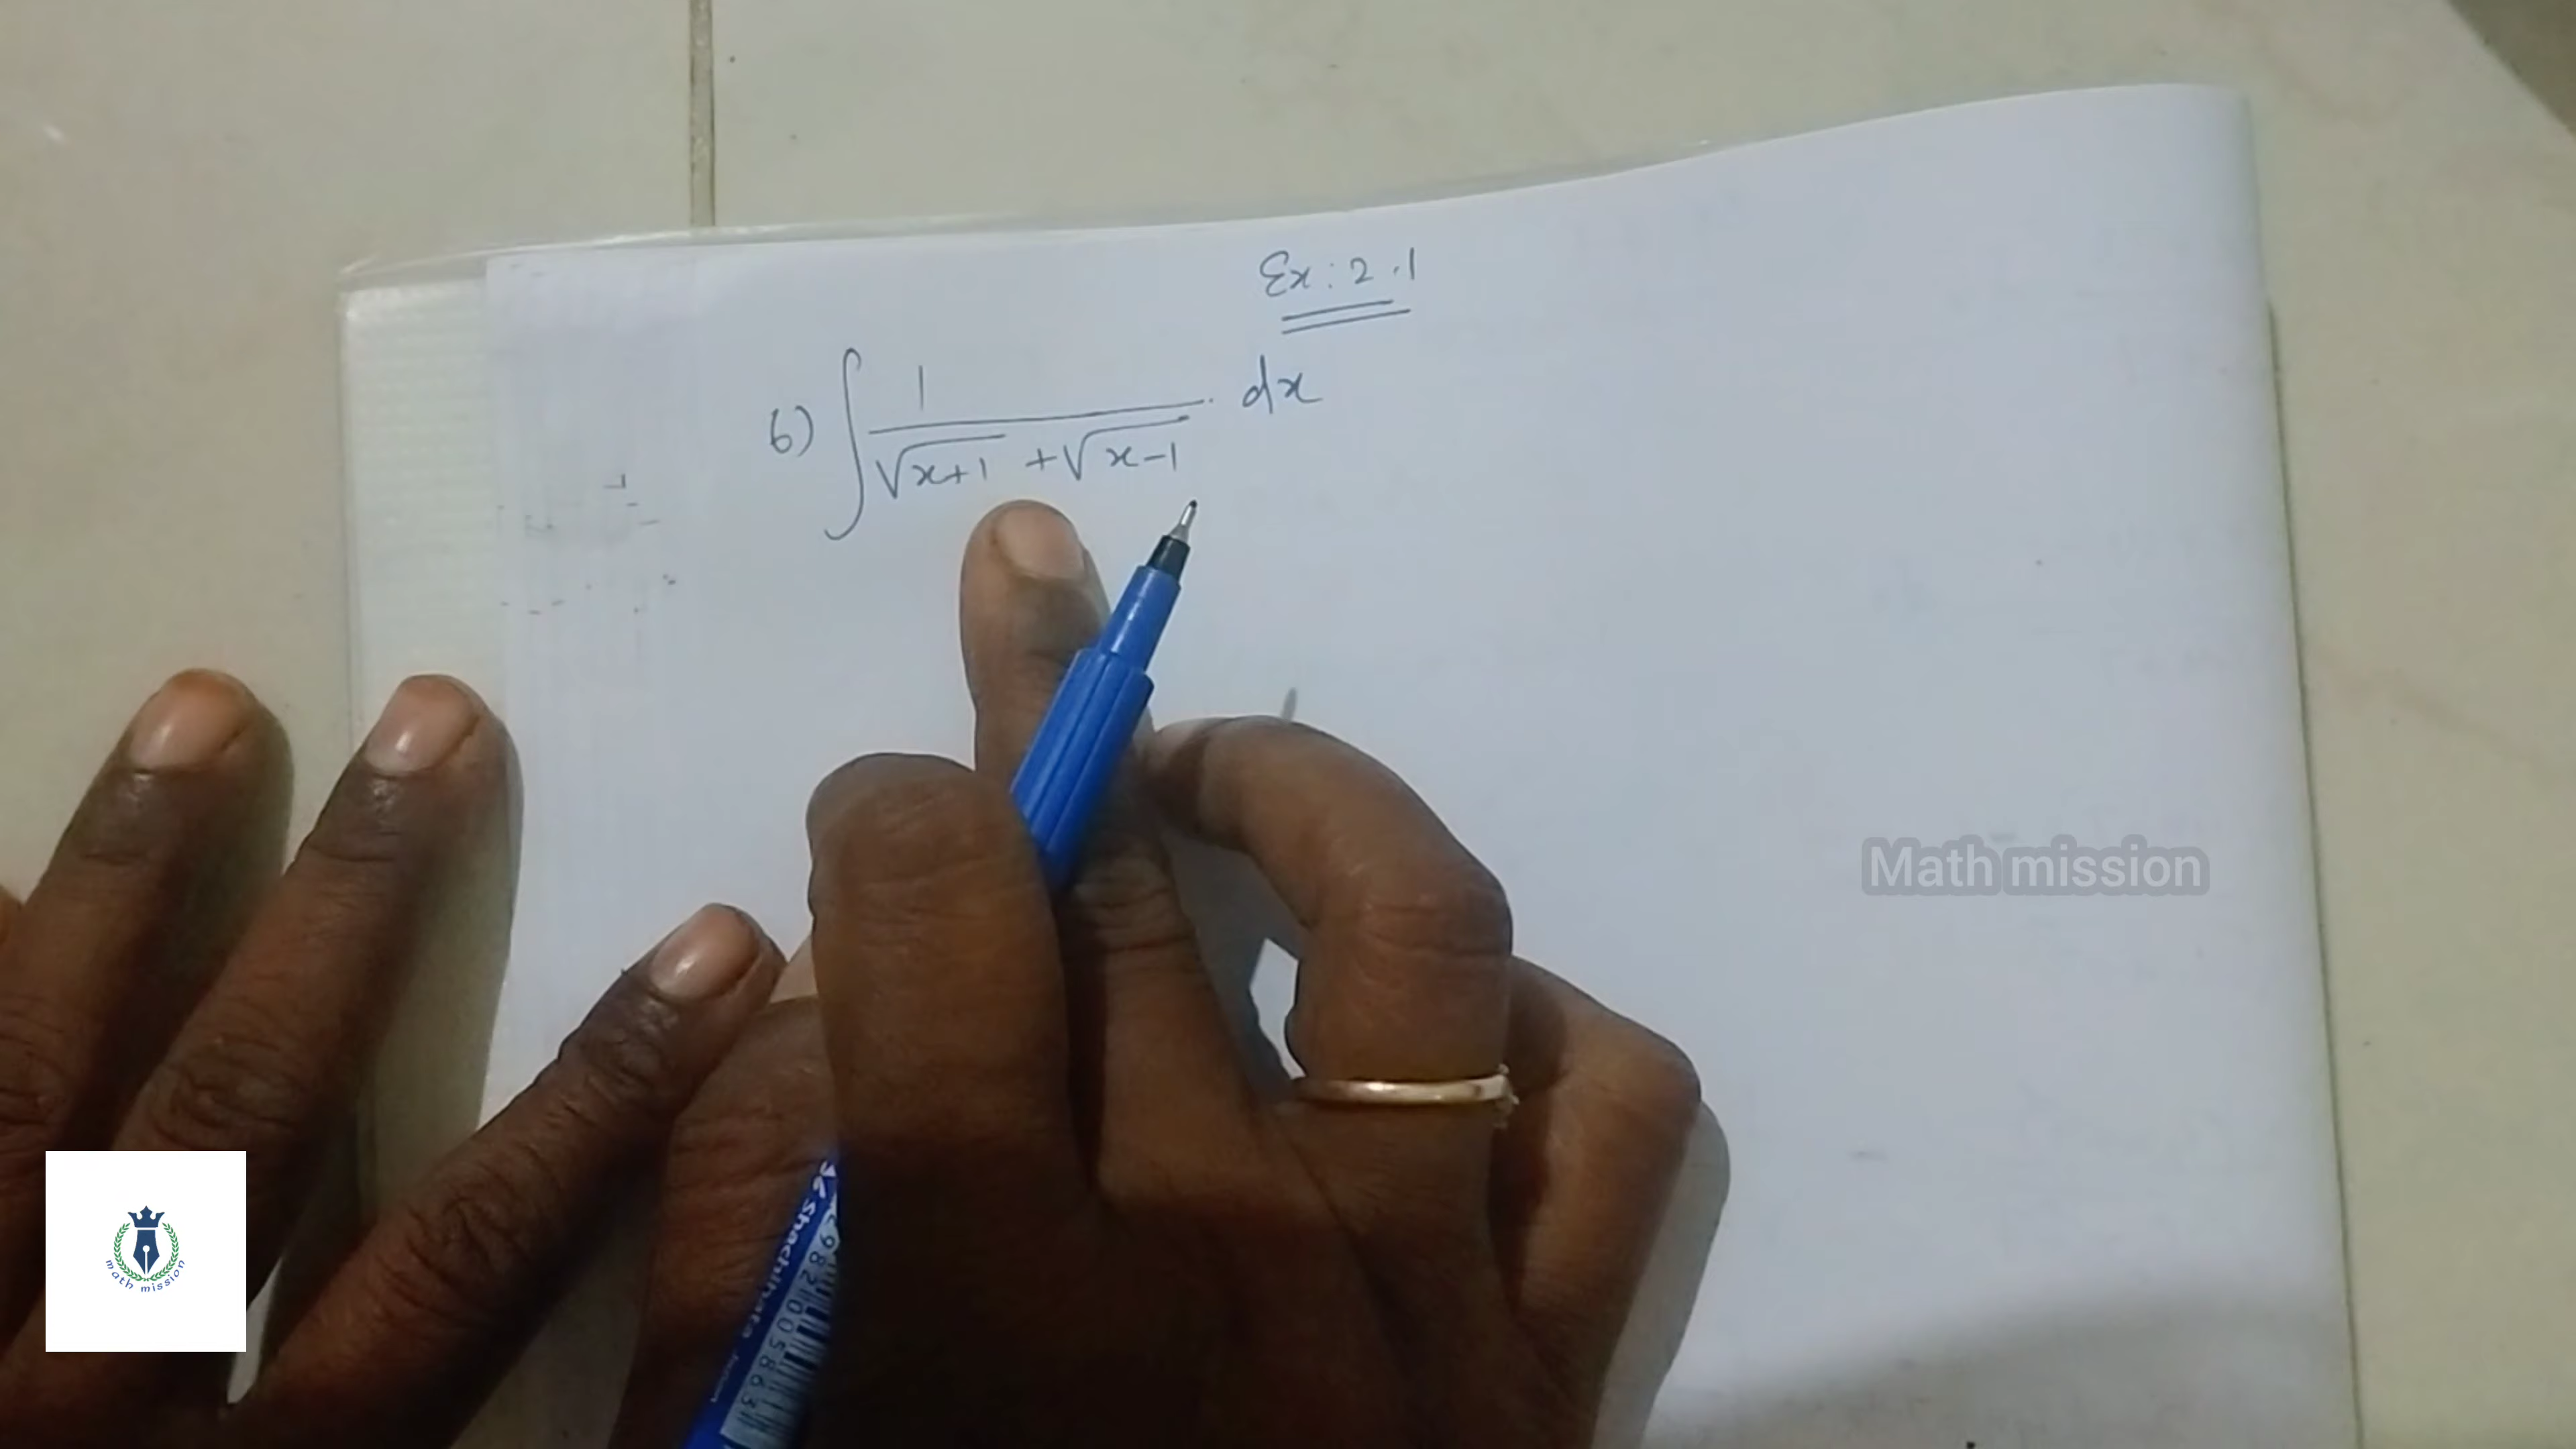 Ex: 2.1
6) ∫ 1/(√(x+1) + √(x-1)) · dx
Math mission
math mission